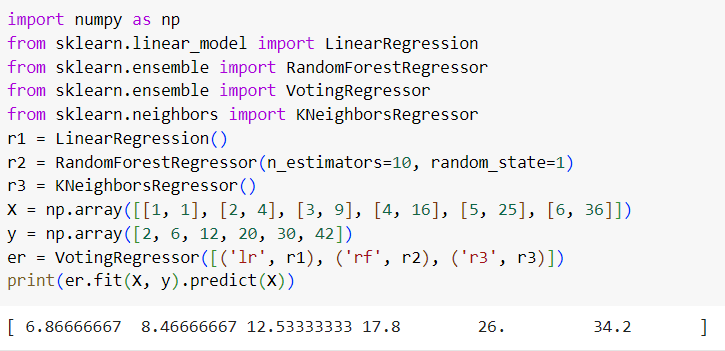 import numpy as np
from sklearn.linear_model import LinearRegression
from sklearn.ensemble import RandomForestRegressor
from sklearn.ensemble import VotingRegressor
from sklearn.neighbors import KNeighborsRegressor
r1 = LinearRegression()
r2 = RandomForestRegressor(n_estimators=10, random_state=1)
r3 = KNeighborsRegressor()
X = np.array([[1, 1], [2, 4], [3, 9], [4, 16], [5, 25], [6, 36]])
y = np.array([2, 6, 12, 20, 30, 42])
er = VotingRegressor([('lr', r1), ('rf', r2), ('r3', r3)])
print(er.fit(X, y).predict(X))
[ 6.86666667  8.46666667 12.53333333 17.8        26.         34.2       ]